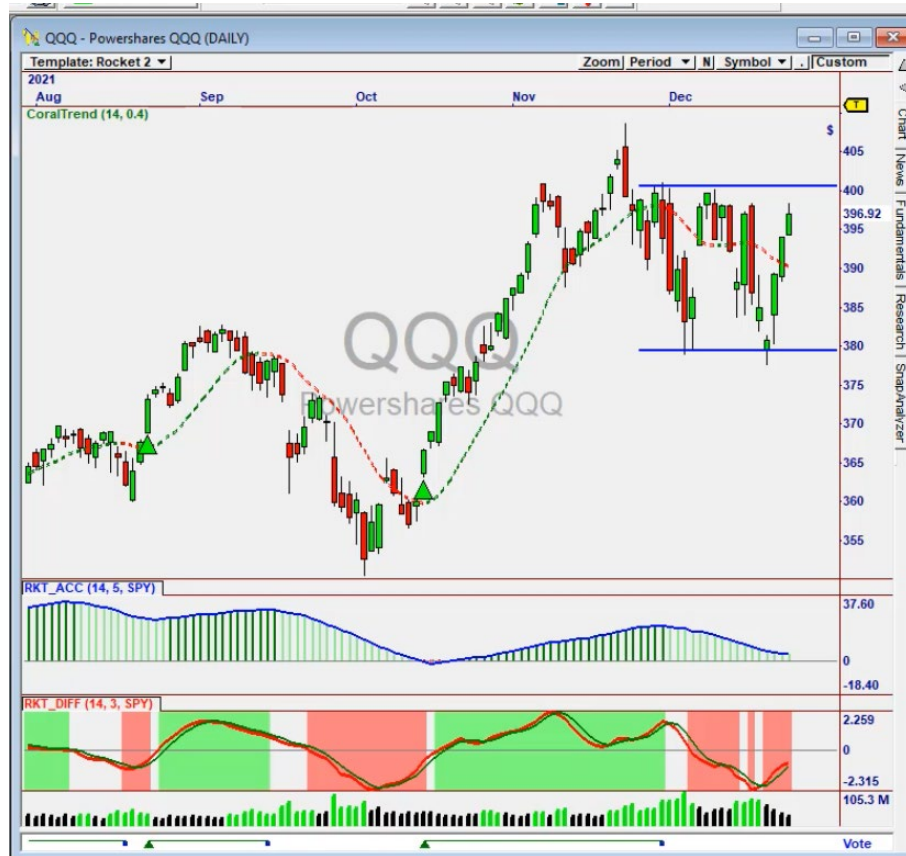 QQQ - Powershares QQQ (DAILY)
Template: Rocket 2 Zoom Period N Symbol . Custom
2021
Aug Sep Oct Nov Dec
CoralTrend (14, 0.4)
T
$
405
400
396.92
395
390
385
380
375
370
365
360
355
QQQ
Powershares QQQ
Chart
News
Fundamentals
Research
SnapAnalyzer
RKT_ACC (14, 5, SPY)
37.60
0
-18.40
RKT_DIFF (14, 3, SPY)
2.259
0
-2.315
105.3 M
Vote